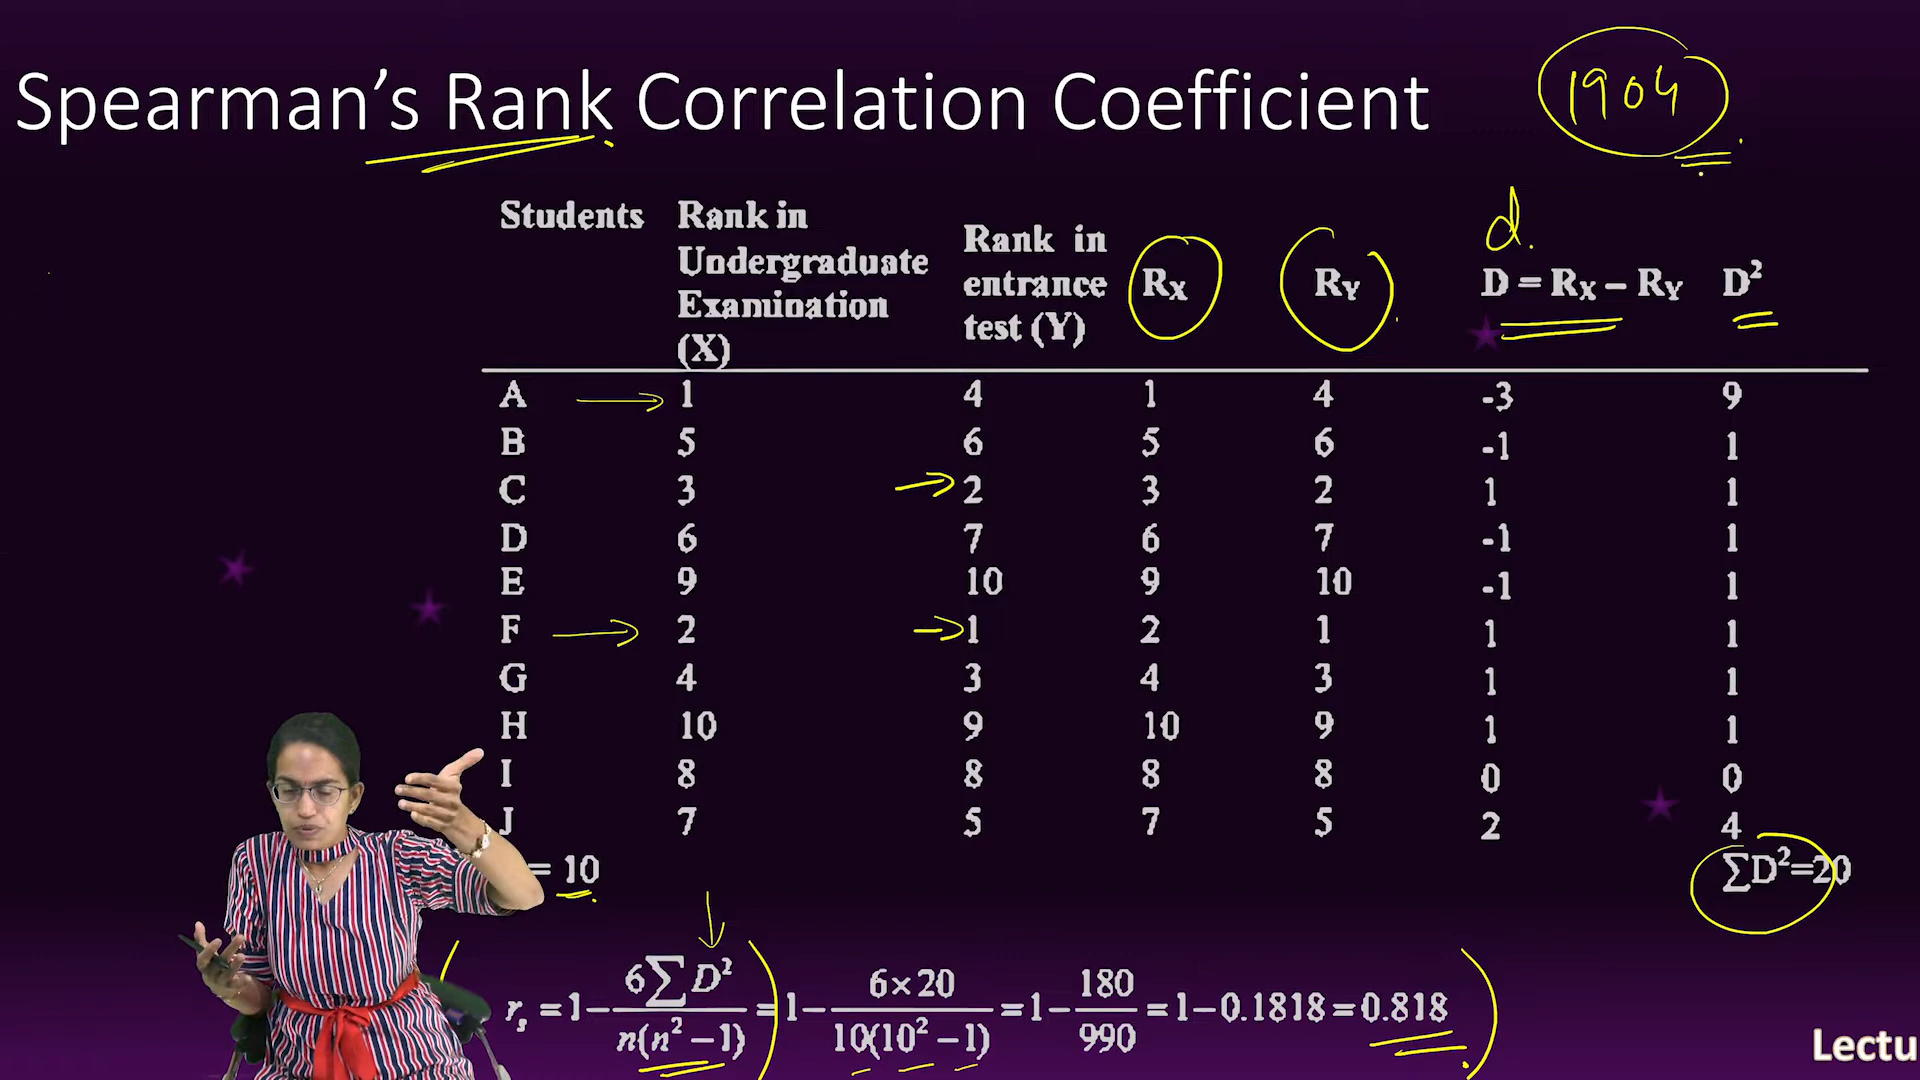 Spearman's Rank Correlation Coefficient
1904
d.
Students Rank in Undergraduate Examination (X) Rank in entrance test (Y) Rx RY D = Rx – RY D²
A 1 4 1 4 -3 9
B 5 6 5 6 -1 1
C 3 2 3 2 1 1
D 6 7 6 7 -1 1
E 9 10 9 10 -1 1
F 2 1 2 1 1 1
G 4 3 4 3 1 1
H 10 9 10 9 1 1
I 8 8 8 8 0 0
J 7 5 7 5 2 4
= 10 ∑D²=20
rs = 1− 6∑D² / n(n² −1) = 1− 6×20 / 10(10² −1) = 1− 180 / 990 = 1−0.1818 = 0.818
Lectu